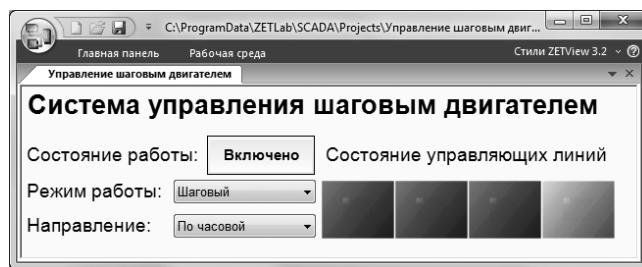 C:\ProgramData\ZETLab\SCADA\Projects\Управление шаговым двиг...
Главная панель Рабочая среда Стили ZETView 3.2
Управление шаговым двигателем
Система управления шаговым двигателем
Состояние работы: Включено Состояние управляющих линий
Режим работы: Шаговый
Направление: По часовой